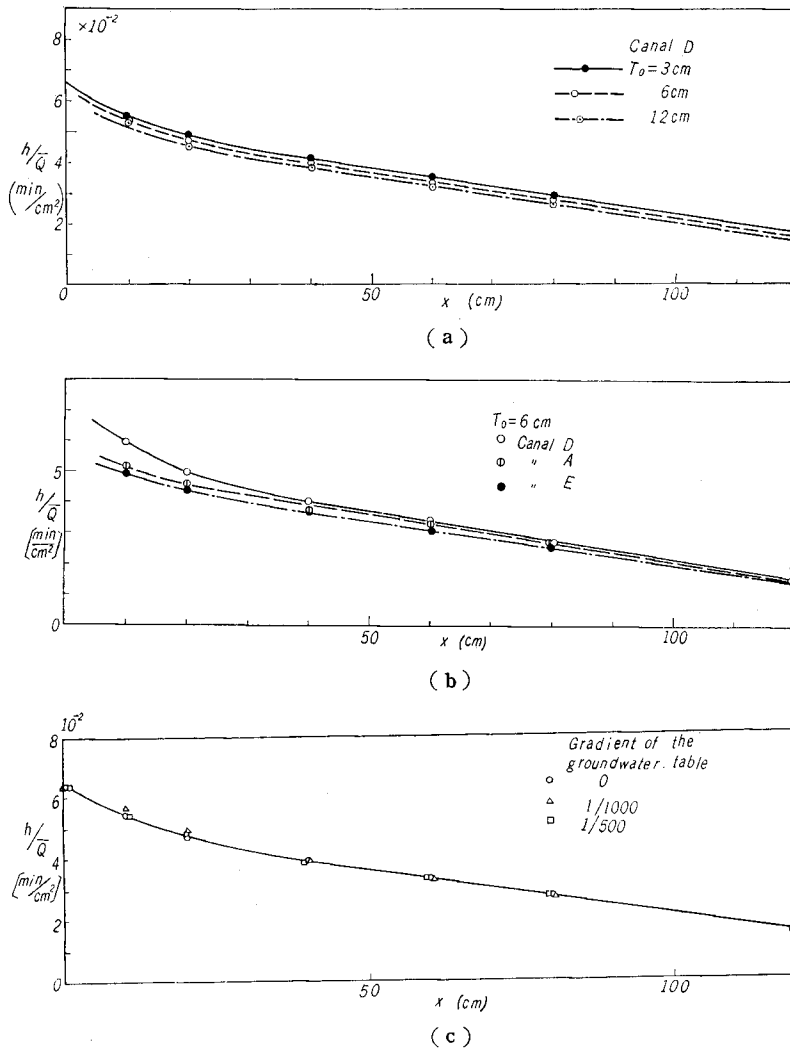 ×10⁻²
8
6
4
2
h/Q̄
(min/cm²)
Canal D
T₀=3cm
6cm
12cm
0
50
100
x (cm)
(a)
5
0
h/Q̄
[min/cm²]
T₀=6cm
Canal D
" A
" E
50
100
x (cm)
(b)
10⁻²
8
6
4
2
0
h/Q̄
[min/cm²]
Gradient of the
groundwater. table
0
1/1000
1/500
50
100
x (cm)
(c)